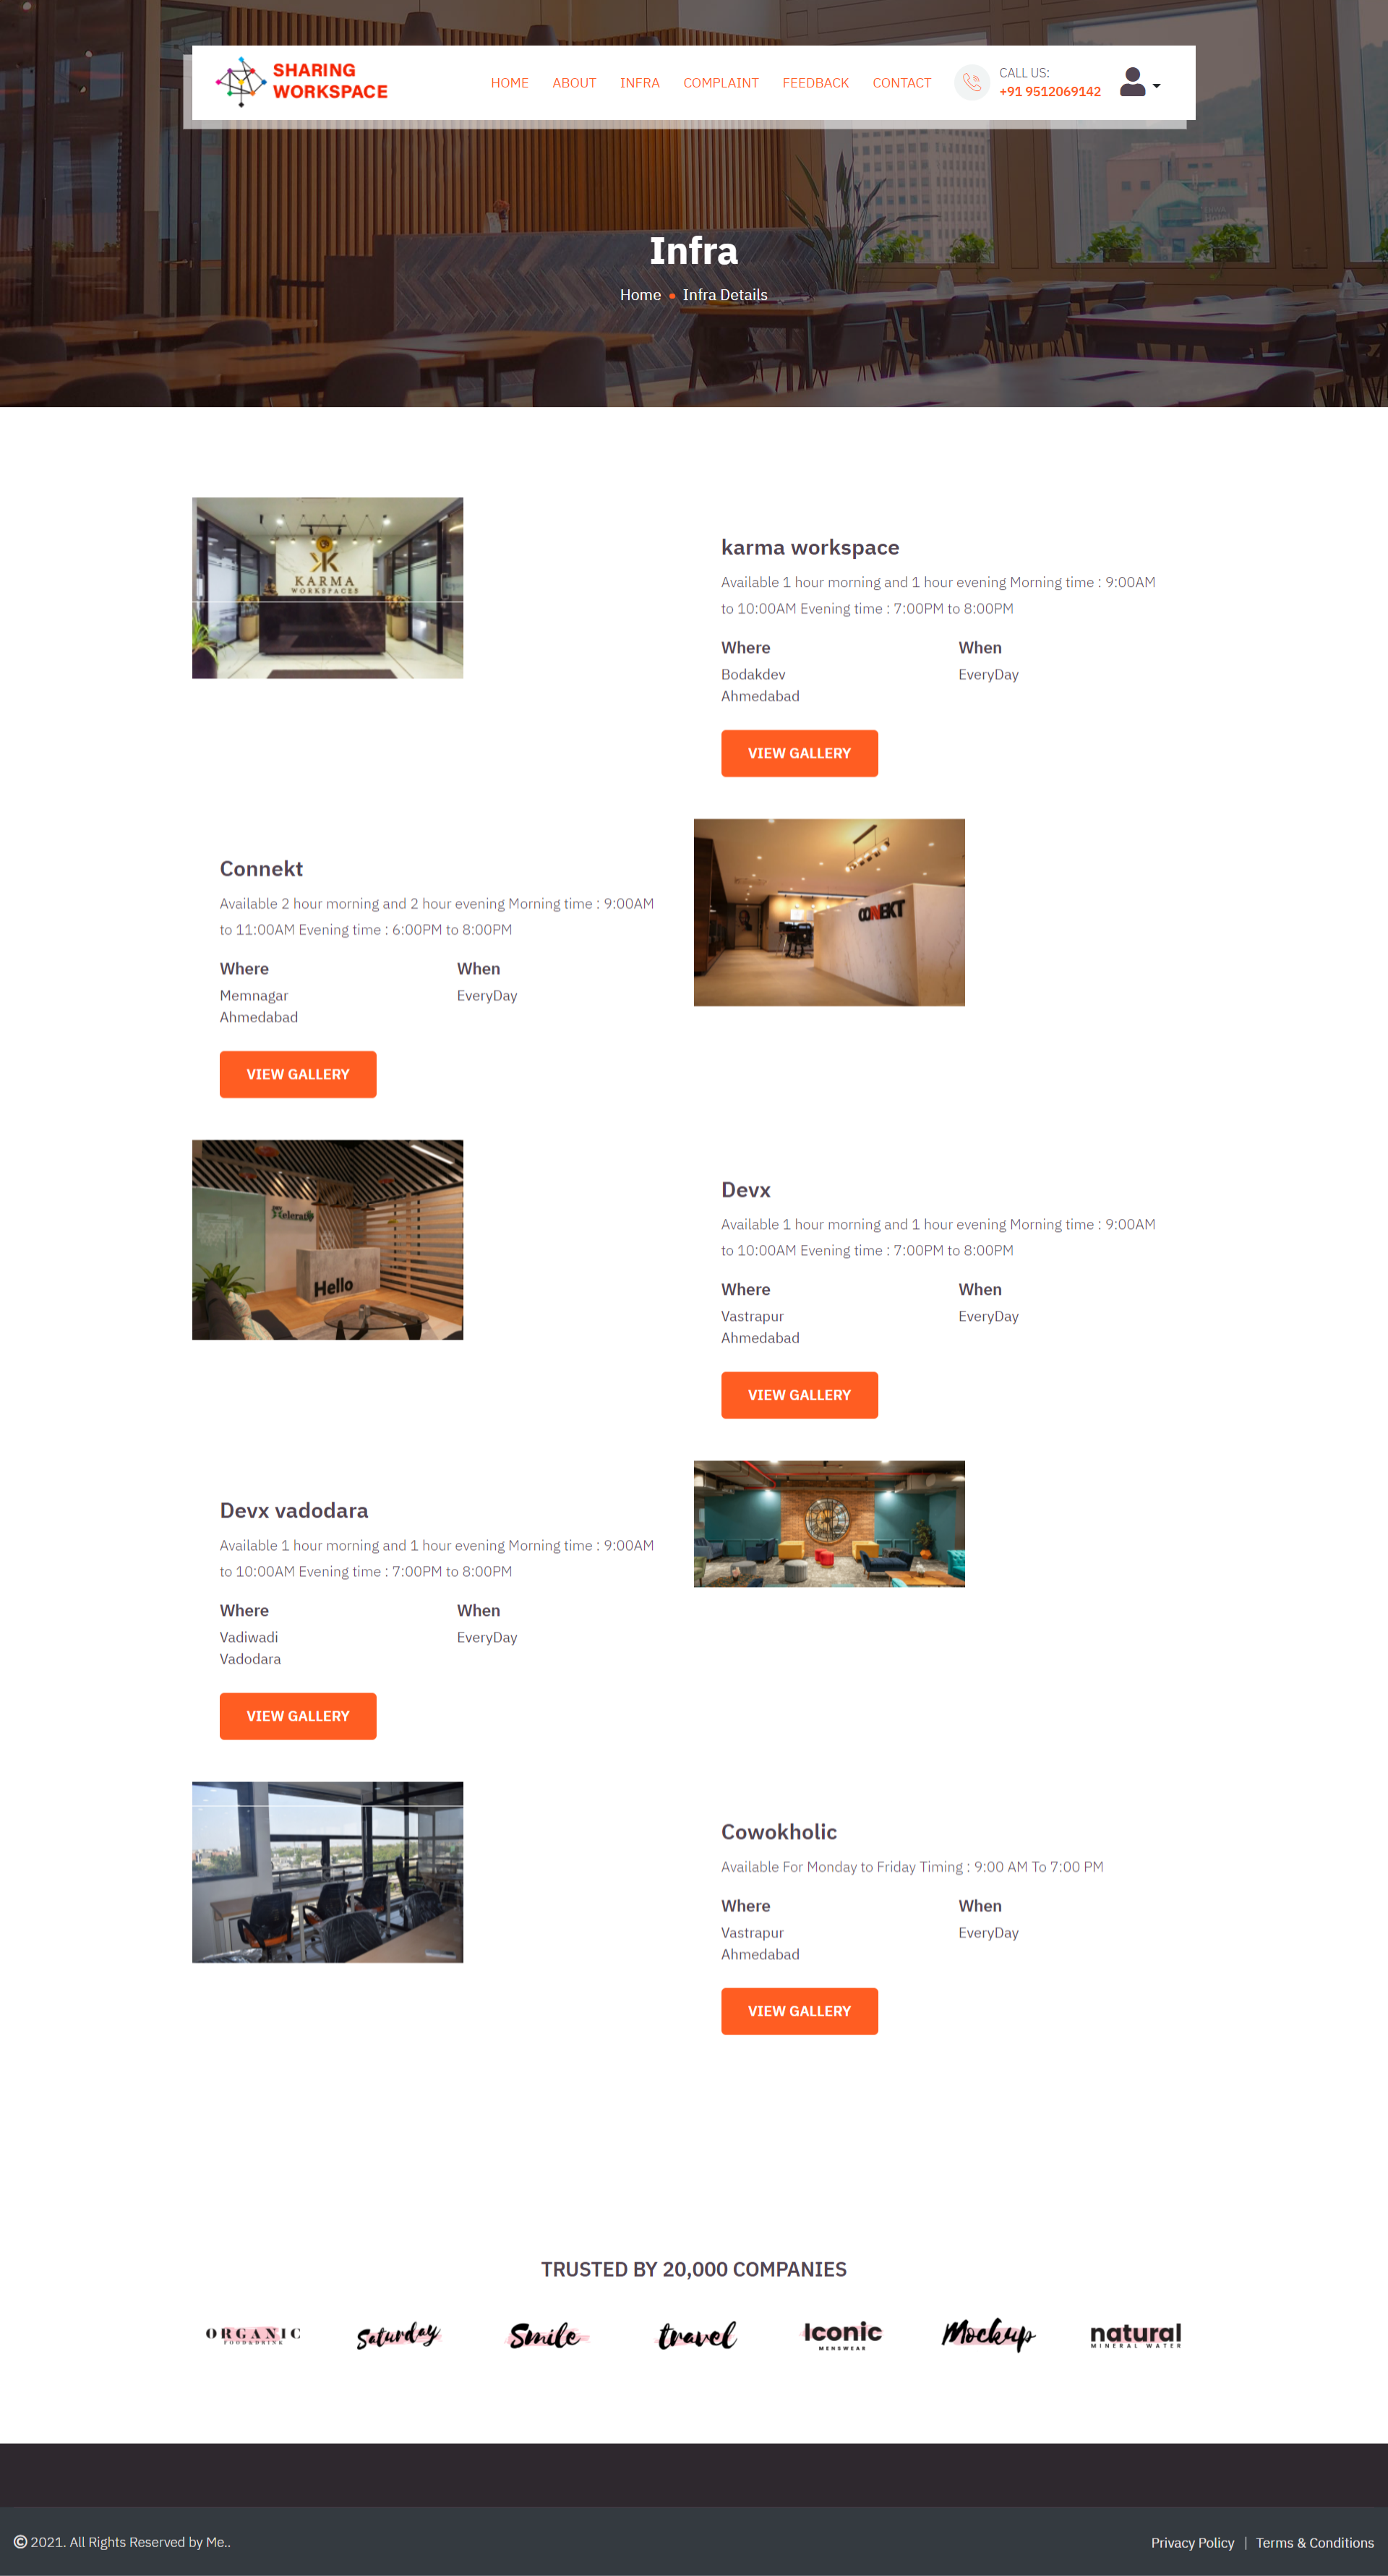 SHARING
WORKSPACE
HOME ABOUT INFRA COMPLAINT FEEDBACK CONTACT
CALL US:
+91 9512069142
Infra
Home Infra Details
KARMA
WORKSPACES
karma workspace
Available 1 hour morning and 1 hour evening Morning time : 9:00AM
to 10:00AM Evening time : 7:00PM to 8:00PM
Where When
Bodakdev EveryDay
Ahmedabad
VIEW GALLERY
Connekt
Available 2 hour morning and 2 hour evening Morning time : 9:00AM
to 11:00AM Evening time : 6:00PM to 8:00PM
Where When
Memnagar EveryDay
Ahmedabad
VIEW GALLERY
CONEKT
Hello
Devx
Available 1 hour morning and 1 hour evening Morning time : 9:00AM
to 10:00AM Evening time : 7:00PM to 8:00PM
Where When
Vastrapur EveryDay
Ahmedabad
VIEW GALLERY
Devx vadodara
Available 1 hour morning and 1 hour evening Morning time : 9:00AM
to 10:00AM Evening time : 7:00PM to 8:00PM
Where When
Vadiwadi EveryDay
Vadodara
VIEW GALLERY
Cowokholic
Available For Monday to Friday Timing : 9:00 AM To 7:00 PM
Where When
Vastrapur EveryDay
Ahmedabad
VIEW GALLERY
TRUSTED BY 20,000 COMPANIES
ORGANIC
FOOD&DRINK
Saturday
Smile
travel
Iconic
MENSWEAR
Mockup
natural
MINERAL WATER
© 2021. All Rights Reserved by Me..
Privacy Policy | Terms & Conditions